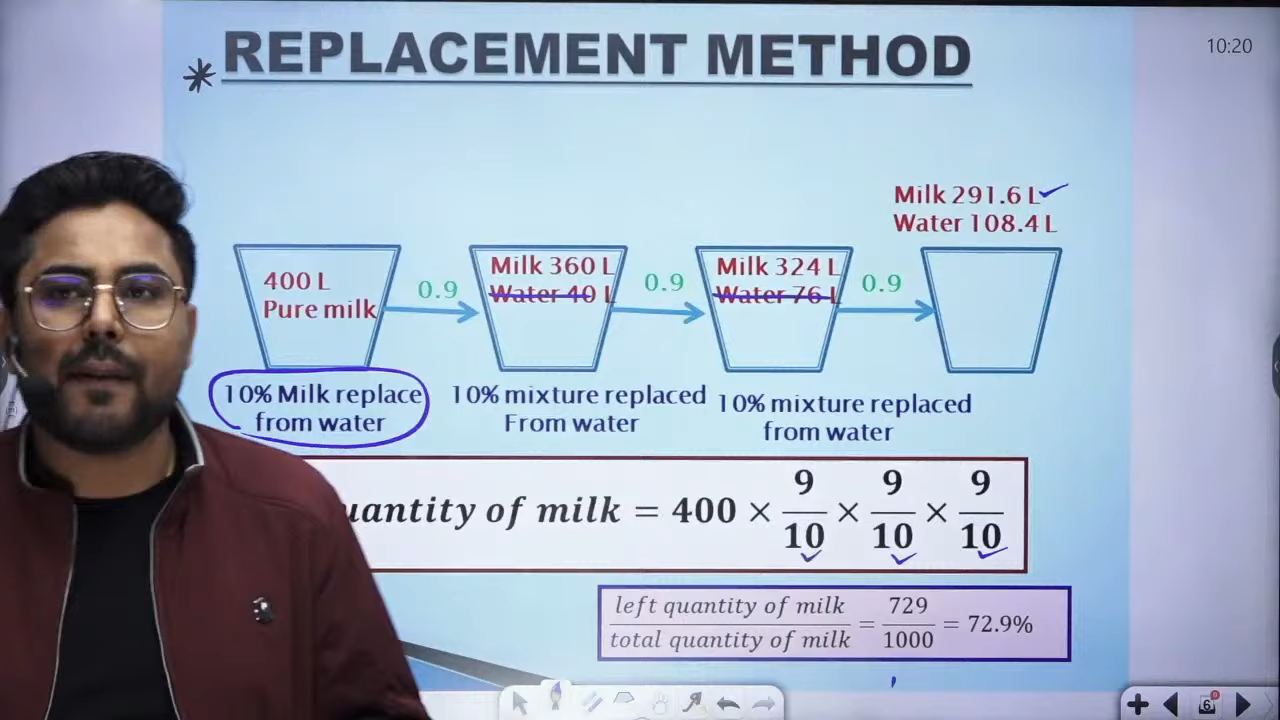 REPLACEMENT METHOD
10:20
Milk 291.6 L
Water 108.4 L
400 L
Pure milk
0.9
Milk 360 L
Water 40 L
0.9
Milk 324 L
Water 76 L
0.9
10% Milk replace
from water
10% mixture replaced
From water
10% mixture replaced
from water
uantity of milk = 400 × 9/10 × 9/10 × 9/10
left quantity of milk / total quantity of milk = 729/1000 = 72.9%
6